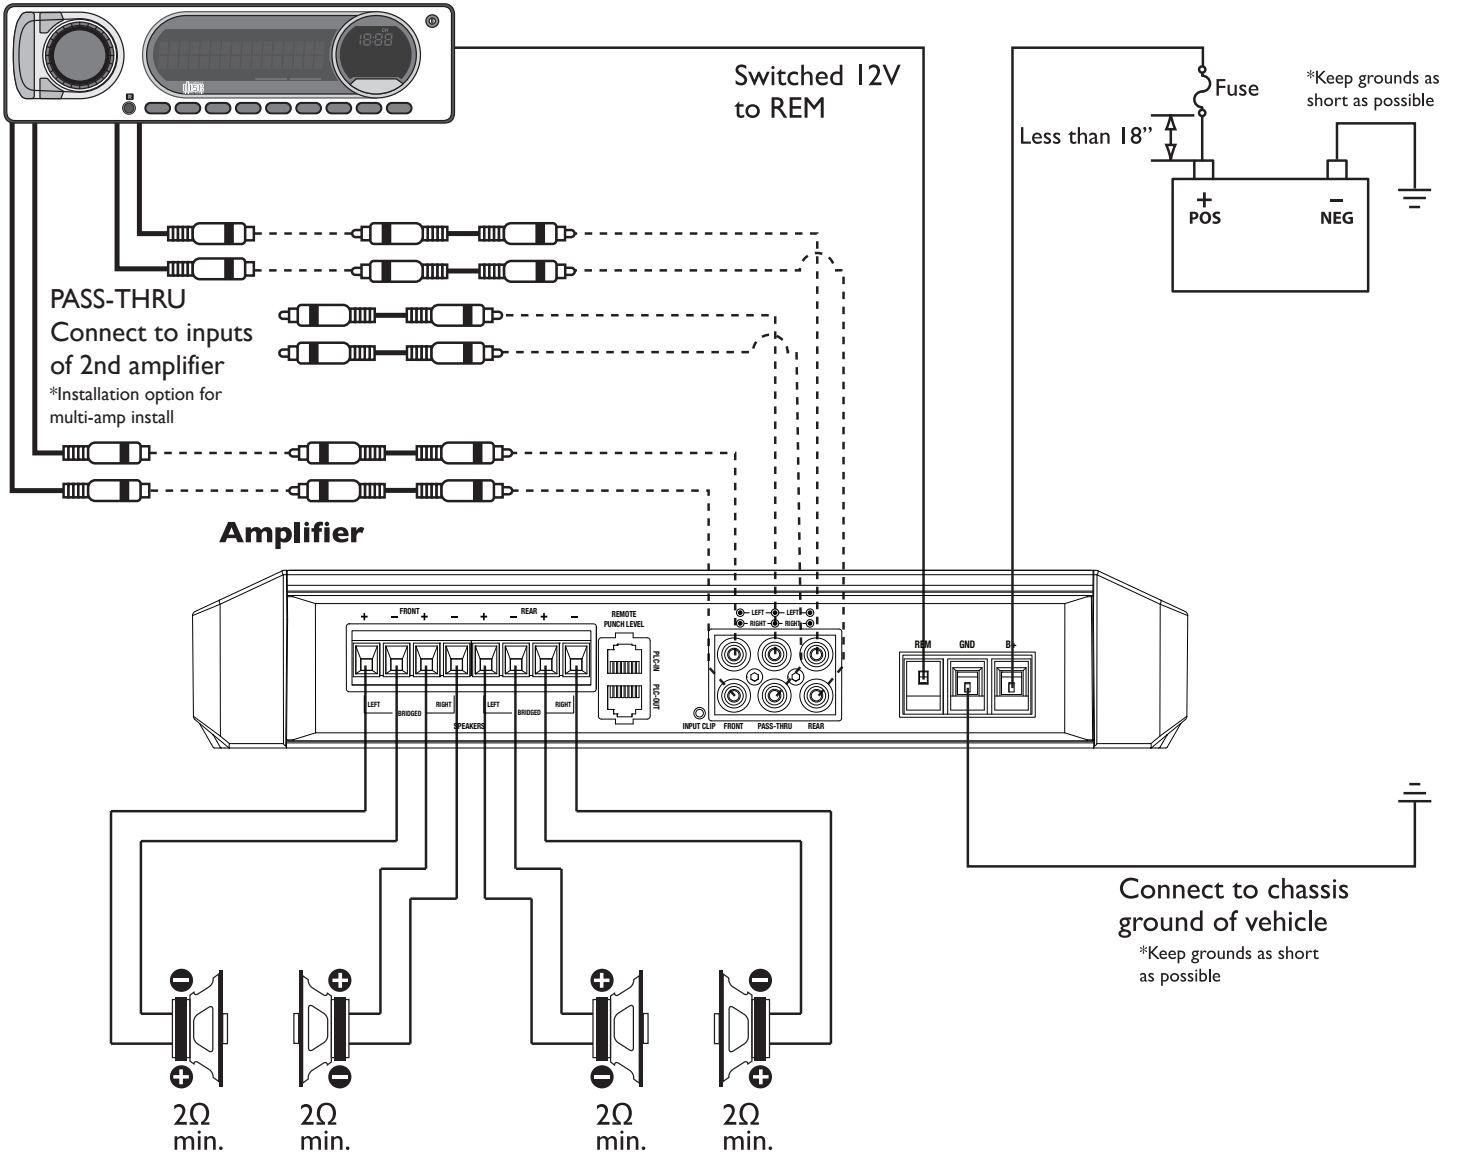 CH
18:88
disc
R
Switched 12V
to REM
Fuse
*Keep grounds as
short as possible
Less than 18”
+ −
POS NEG
PASS-THRU
Connect to inputs
of 2nd amplifier
*Installation option for
multi-amp install
Amplifier
FRONT REAR
+ − + − + − + −
REMOTE
PUNCH LEVEL
PLC-IN
PLC-OUT
LEFT LEFT
RIGHT RIGHT
REM GND B+
LEFT RIGHT LEFT RIGHT
BRIDGED BRIDGED
SPEAKERS
INPUT CLIP FRONT PASS-THRU REAR
Connect to chassis
ground of vehicle
*Keep grounds as short
as possible
− + + −
+ − − +
2Ω 2Ω 2Ω 2Ω
min. min. min. min.